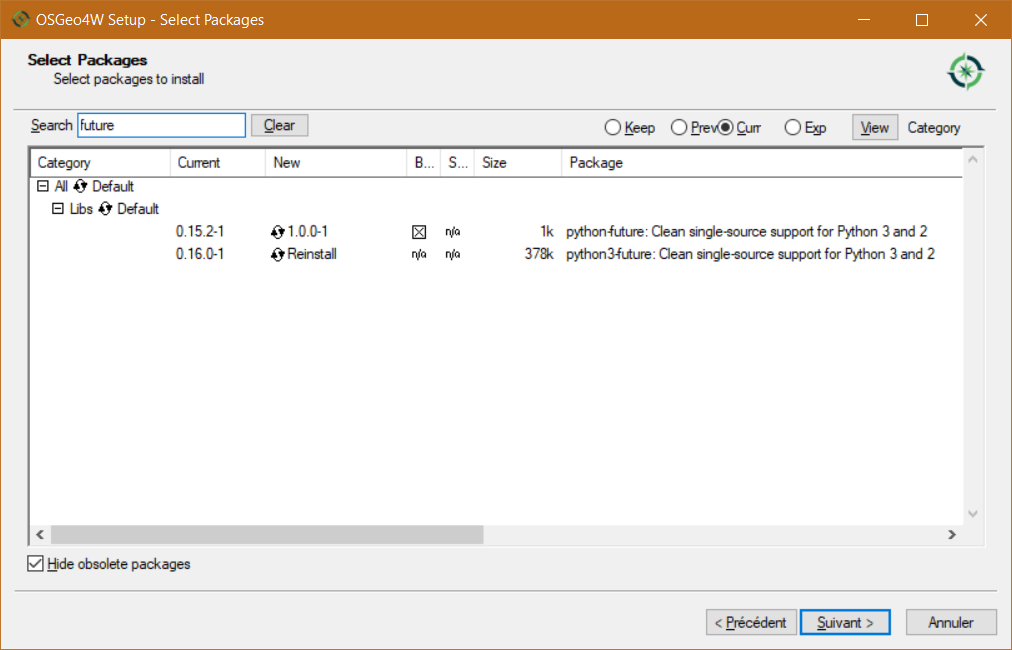 OSGeo4W Setup - Select Packages
Select Packages
Select packages to install
Search future Clear Keep Prev Curr Exp View Category
Category Current New B... S... Size Package
All Default
Libs Default
0.15.2-1 1.0.0-1 n/a 1k python-future: Clean single-source support for Python 3 and 2
0.16.0-1 Reinstall n/a n/a 378k python3-future: Clean single-source support for Python 3 and 2
Hide obsolete packages
< Précédent Suivant > Annuler